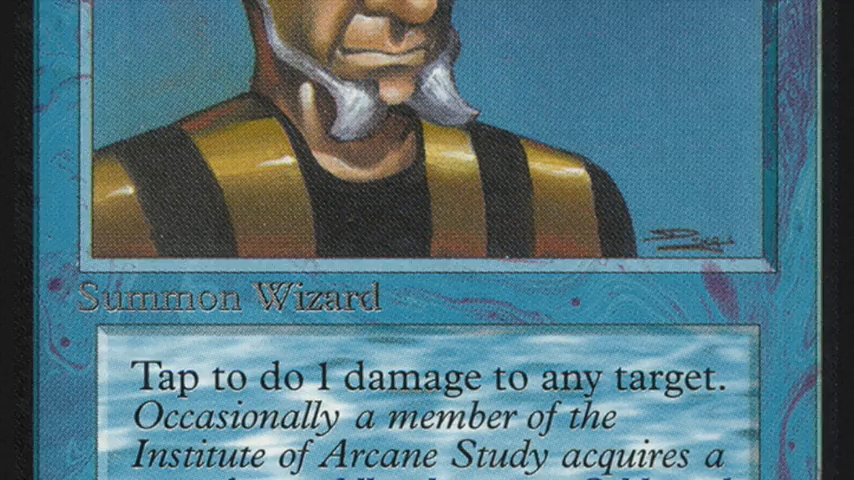 Summon Wizard
Tap to do 1 damage to any target.
Occasionally a member of the
Institute of Arcane Study acquires a